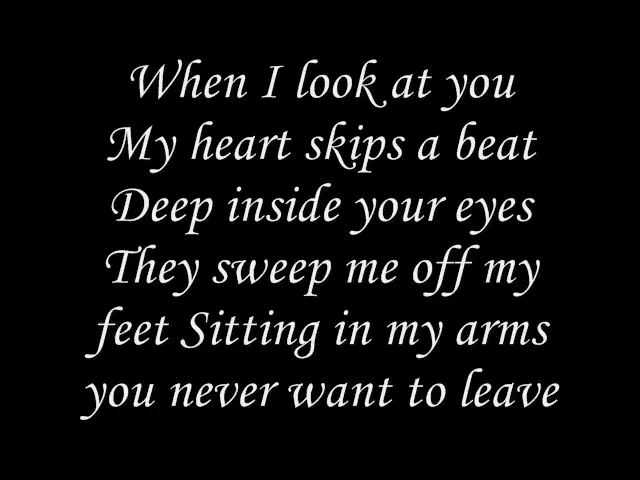 When I look at you
My heart skips a beat
Deep inside your eyes
They sweep me off my
feet Sitting in my arms
you never want to leave